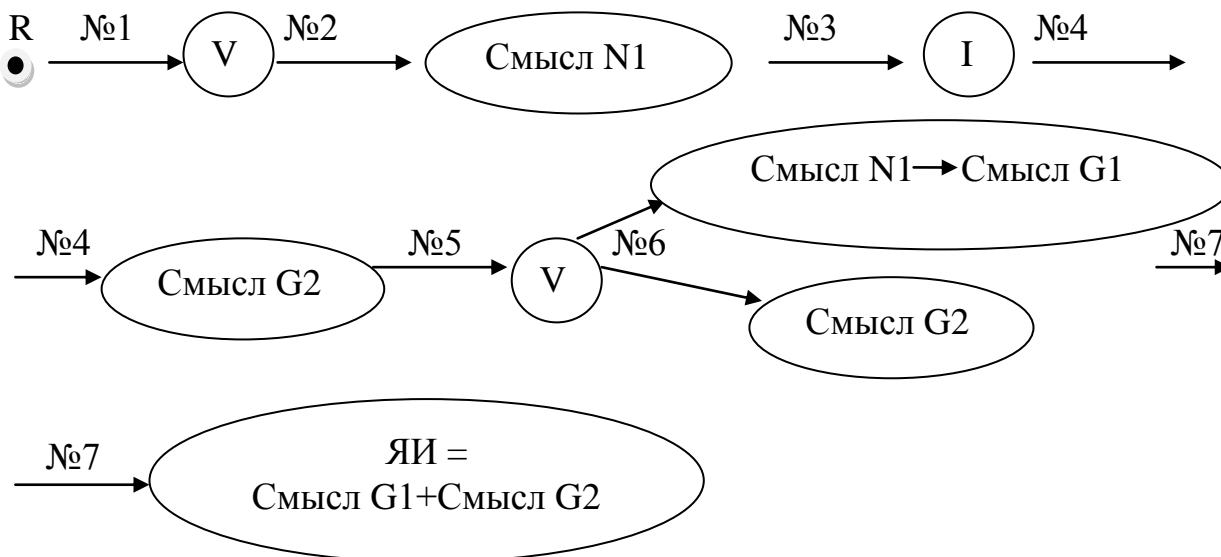 R №1 V №2 Смысл N1 №3 I №4
Смысл N1 Смысл G1
№4 Смысл G2 №5 V №6 №7
Смысл G2
№7 ЯИ =
Смысл G1+Смысл G2